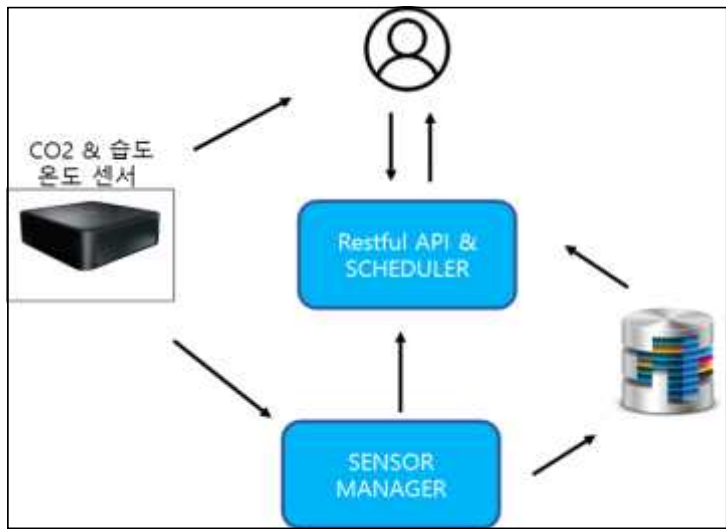 CO2 & 습도
온도 센서
Restful API &
SCHEDULER
SENSOR
MANAGER